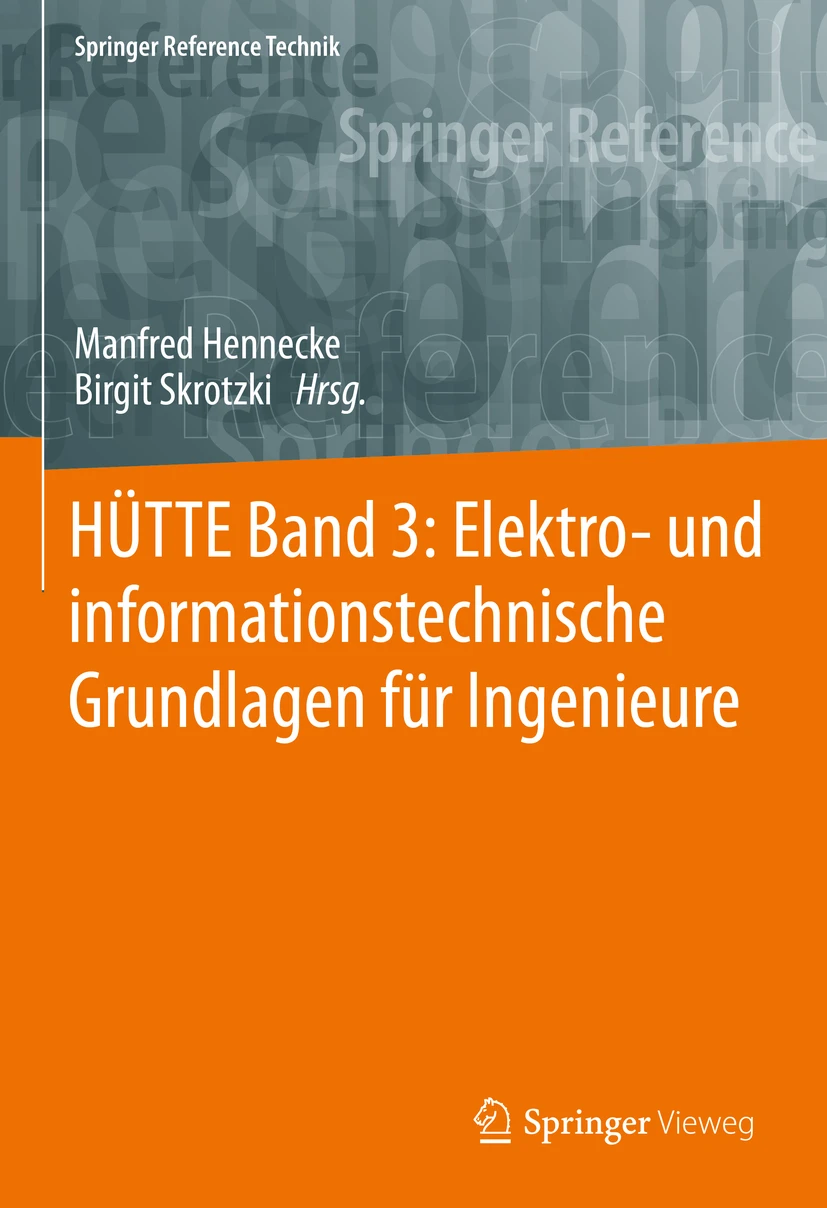 Springer Reference Technik
r Reference
Springer Reference
Manfred Hennecke
Birgit Skrotzki Hrsg.
HÜTTE Band 3: Elektro- und
informationstechnische
Grundlagen für Ingenieure
Springer Vieweg